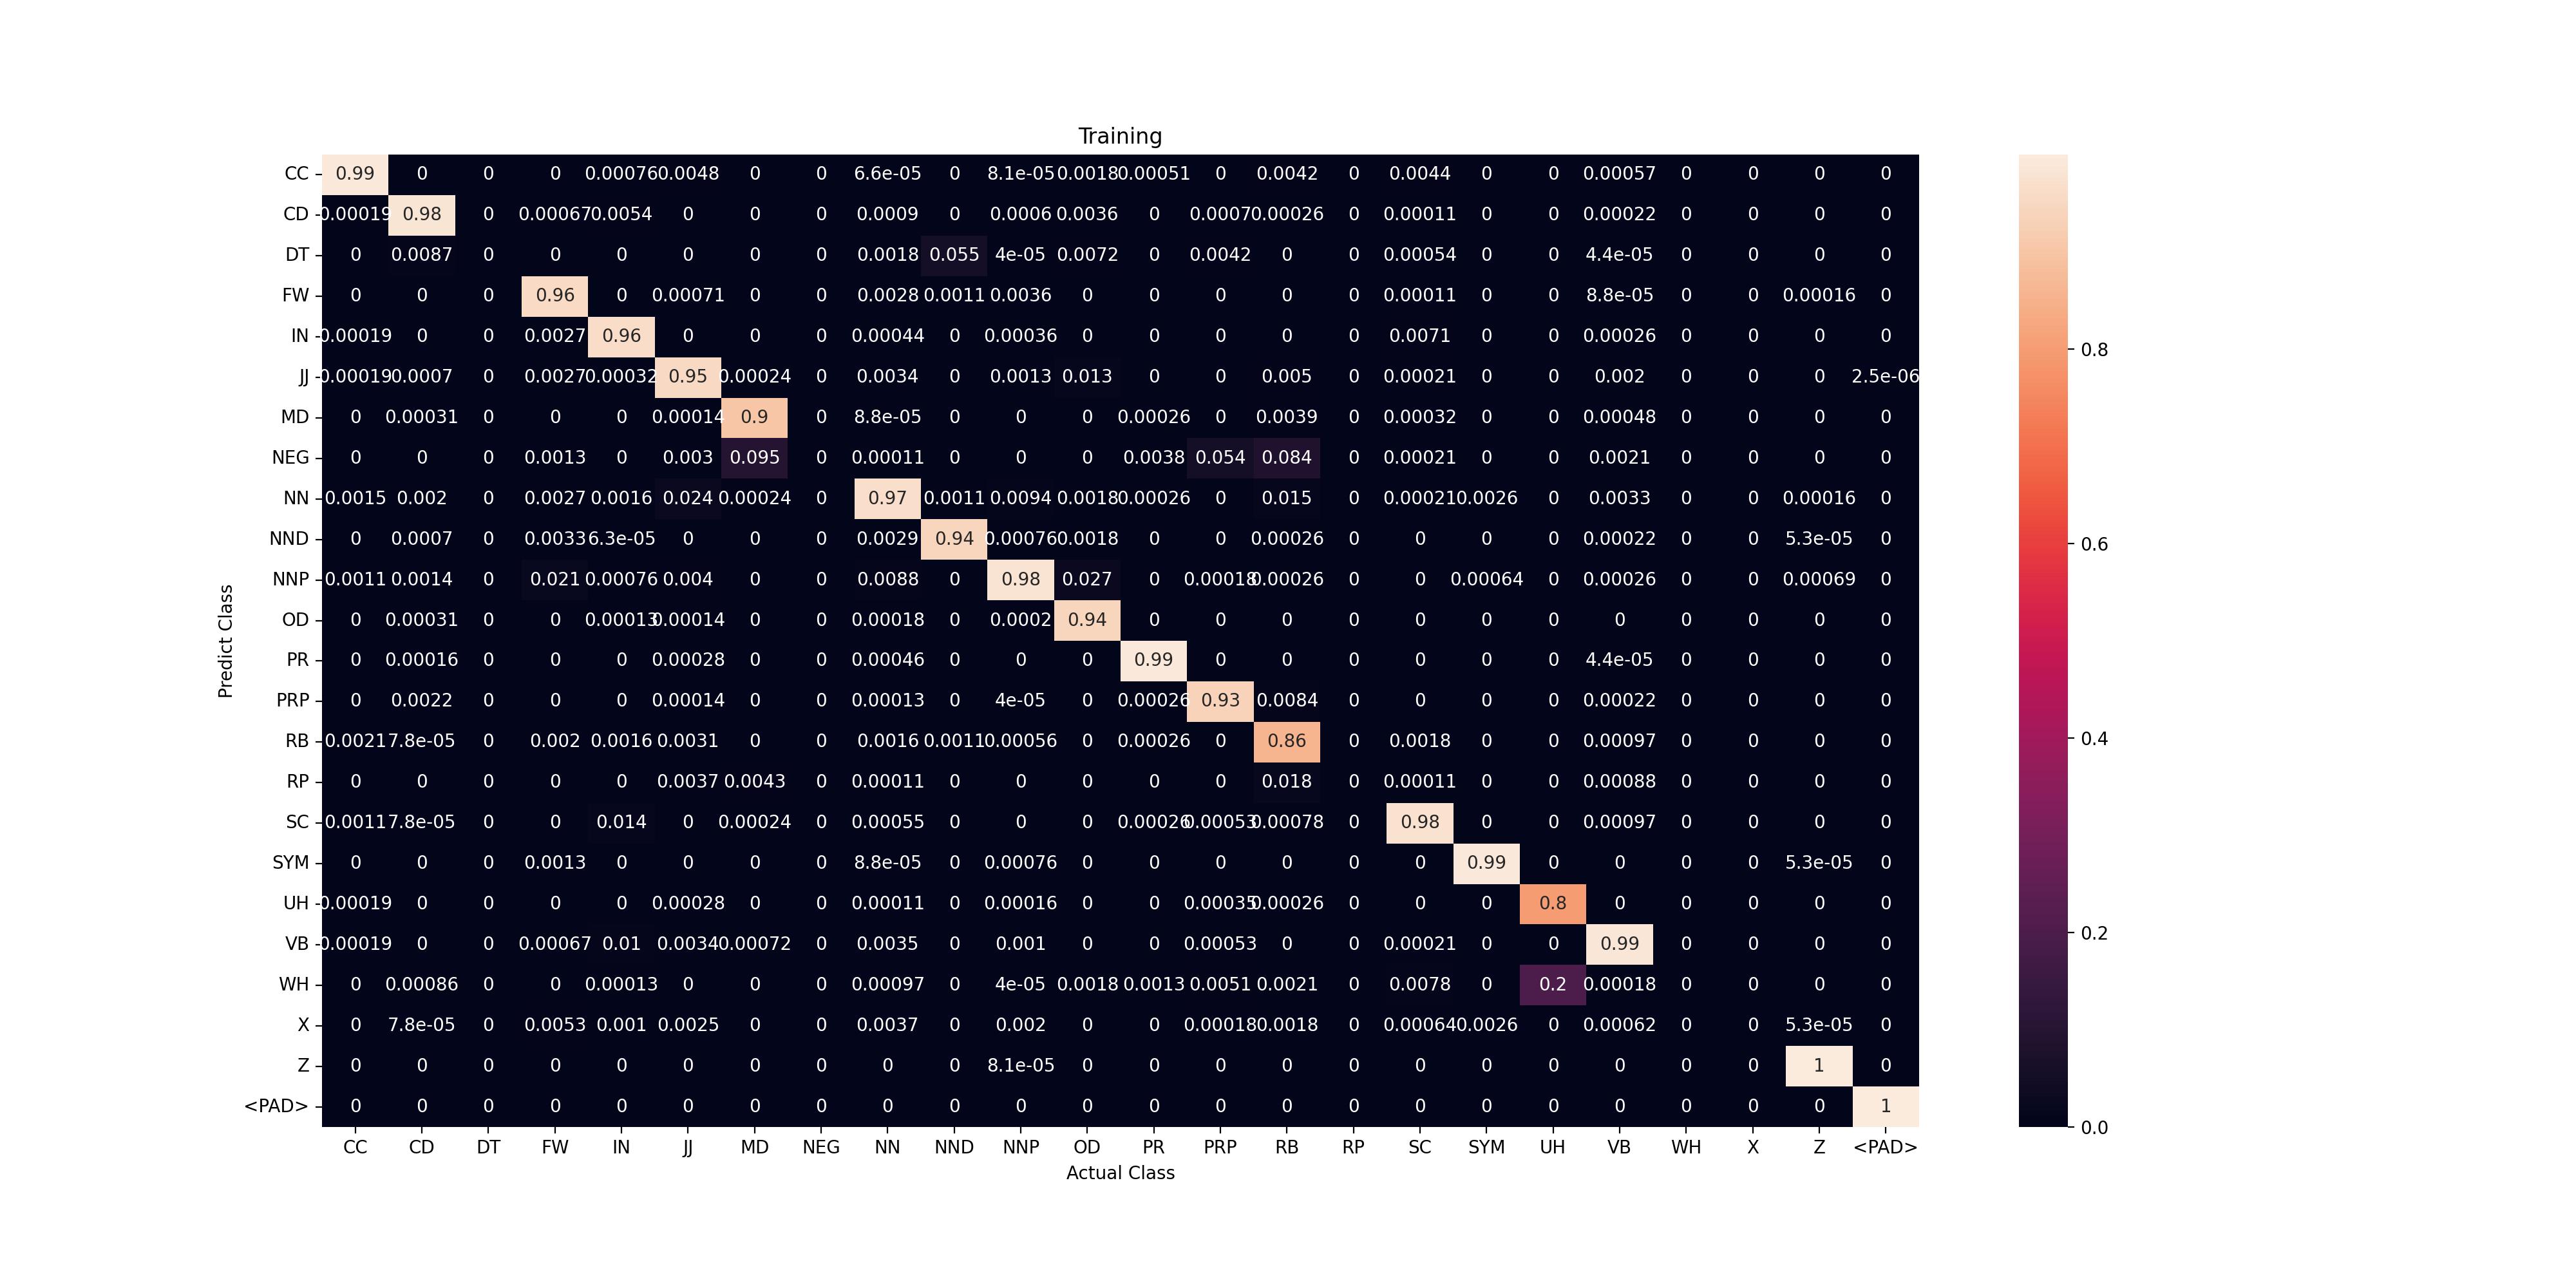 Training
CC 0.99 0 0 0 0.00076 0.0048 0 0 6.6e-05 0 8.1e-05 0.0018 0.00051 0 0.0042 0 0.0044 0 0 0.00057 0 0 0 0
CD 0.00019 0.98 0 0.00067 0.0054 0 0 0 0.0009 0 0.0006 0.0036 0 0.0007 0.00026 0 0.00011 0 0 0.00022 0 0 0 0
DT 0 0.0087 0 0 0 0 0 0 0.0018 0.055 4e-05 0.0072 0 0.0042 0 0 0.00054 0 0 4.4e-05 0 0 0 0
FW 0 0 0 0.96 0 0.00071 0 0 0.0028 0.0011 0.0036 0 0 0 0 0 0.00011 0 0 8.8e-05 0 0 0.00016 0
IN 0.00019 0 0 0.0027 0.96 0 0 0 0.00044 0 0.00036 0 0 0 0 0 0.0071 0 0 0.00026 0 0 0 0
JJ 0.00019 0.0007 0 0.0027 0.00032 0.95 0.00024 0 0.0034 0 0.0013 0.013 0 0 0.005 0 0.00021 0 0 0.002 0 0 0 2.5e-06
MD 0 0.00031 0 0 0 0.00014 0.9 0 8.8e-05 0 0 0 0.00026 0 0.0039 0 0.00032 0 0 0.00048 0 0 0 0
NEG 0 0 0 0.0013 0 0.003 0.095 0 0.00011 0 0 0 0.0038 0.054 0.084 0 0.00021 0 0 0.0021 0 0 0 0
NN 0.0015 0.002 0 0.0027 0.0016 0.024 0.00024 0 0.97 0.0011 0.0094 0.0018 0.00026 0 0.015 0 0.00021 0.0026 0 0.0033 0 0 0.00016 0
NND 0 0.0007 0 0.0033 6.3e-05 0 0 0 0.0029 0.94 0.00076 0.0018 0 0 0.00026 0 0 0 0 0.00022 0 0 5.3e-05 0
NNP 0.0011 0.0014 0 0.021 0.00076 0.004 0 0 0.0088 0 0.98 0.027 0 0.00018 0.00026 0 0 0.00064 0 0.00026 0 0 0.00069 0
OD 0 0.00031 0 0 0.00013 0.00014 0 0 0.00018 0 0.0002 0.94 0 0 0 0 0 0 0 0 0 0 0 0
PR 0 0.00016 0 0 0 0.00028 0 0 0.00046 0 0 0 0.99 0 0 0 0 0 0 4.4e-05 0 0 0 0
PRP 0 0.0022 0 0 0 0.00014 0 0 0.00013 0 4e-05 0 0.00026 0.93 0.0084 0 0 0 0 0.00022 0 0 0 0
RB 0.0021 7.8e-05 0 0.002 0.0016 0.0031 0 0 0.0016 0.0011 0.00056 0 0.00026 0 0.86 0 0.0018 0 0 0.00097 0 0 0 0
RP 0 0 0 0 0 0.0037 0.0043 0 0.00011 0 0 0 0 0 0.018 0 0.00011 0 0 0.00088 0 0 0 0
SC 0.0011 7.8e-05 0 0 0.014 0 0.00024 0 0.00055 0 0 0 0.00026 0.00053 0.00078 0 0.98 0 0 0.00097 0 0 0 0
SYM 0 0 0 0.0013 0 0 0 0 8.8e-05 0 0.00076 0 0 0 0 0 0 0.99 0 0 0 0 5.3e-05 0
UH 0.00019 0 0 0 0 0.00028 0 0 0.00011 0 0.00016 0 0 0.00035 0.00026 0 0 0 0.8 0 0 0 0 0
VB 0.00019 0 0 0.00067 0.01 0.0034 0.00072 0 0.0035 0 0.001 0 0 0.00053 0 0 0.00021 0 0 0.99 0 0 0 0
WH 0 0.00086 0 0 0.00013 0 0 0 0.00097 0 4e-05 0.0018 0.0013 0.0051 0.0021 0 0.0078 0 0.2 0.00018 0 0 0 0
X 0 7.8e-05 0 0.0053 0.001 0.0025 0 0 0.0037 0 0.002 0 0 0.00018 0.0018 0 0.00064 0.0026 0 0.00062 0 0 5.3e-05 0
Z 0 0 0 0 0 0 0 0 0 0 8.1e-05 0 0 0 0 0 0 0 0 0 0 0 1 0
<PAD> 0 0 0 0 0 0 0 0 0 0 0 0 0 0 0 0 0 0 0 0 0 0 0 1
CC CD DT FW IN JJ MD NEG NN NND NNP OD PR PRP RB RP SC SYM UH VB WH X Z <PAD>
Actual Class
Predict Class
0.8
0.6
0.4
0.2
0.0